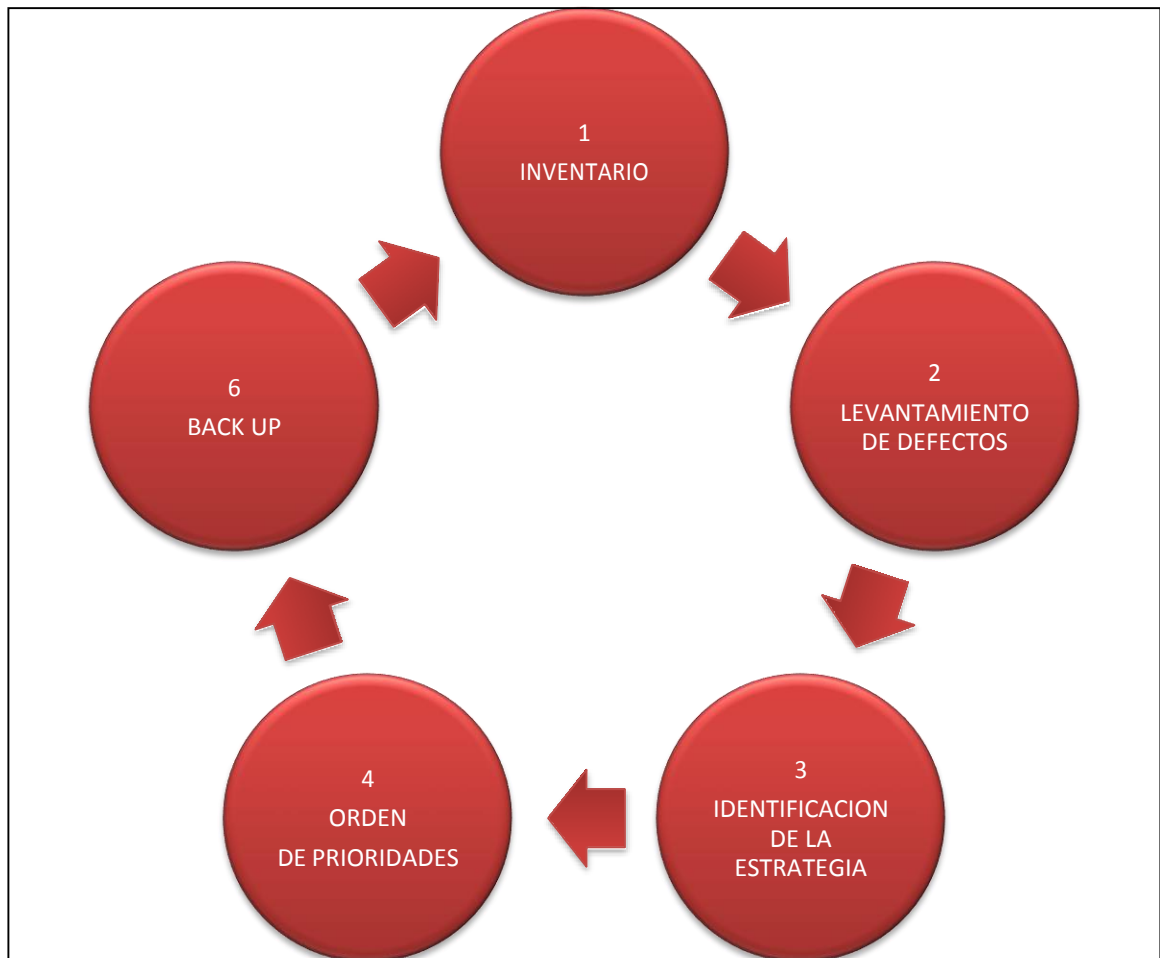 1
INVENTARIO
2
LEVANTAMIENTO
DE DEFECTOS
3
IDENTIFICACION
DE LA
ESTRATEGIA
4
ORDEN
DE PRIORIDADES
6
BACK UP